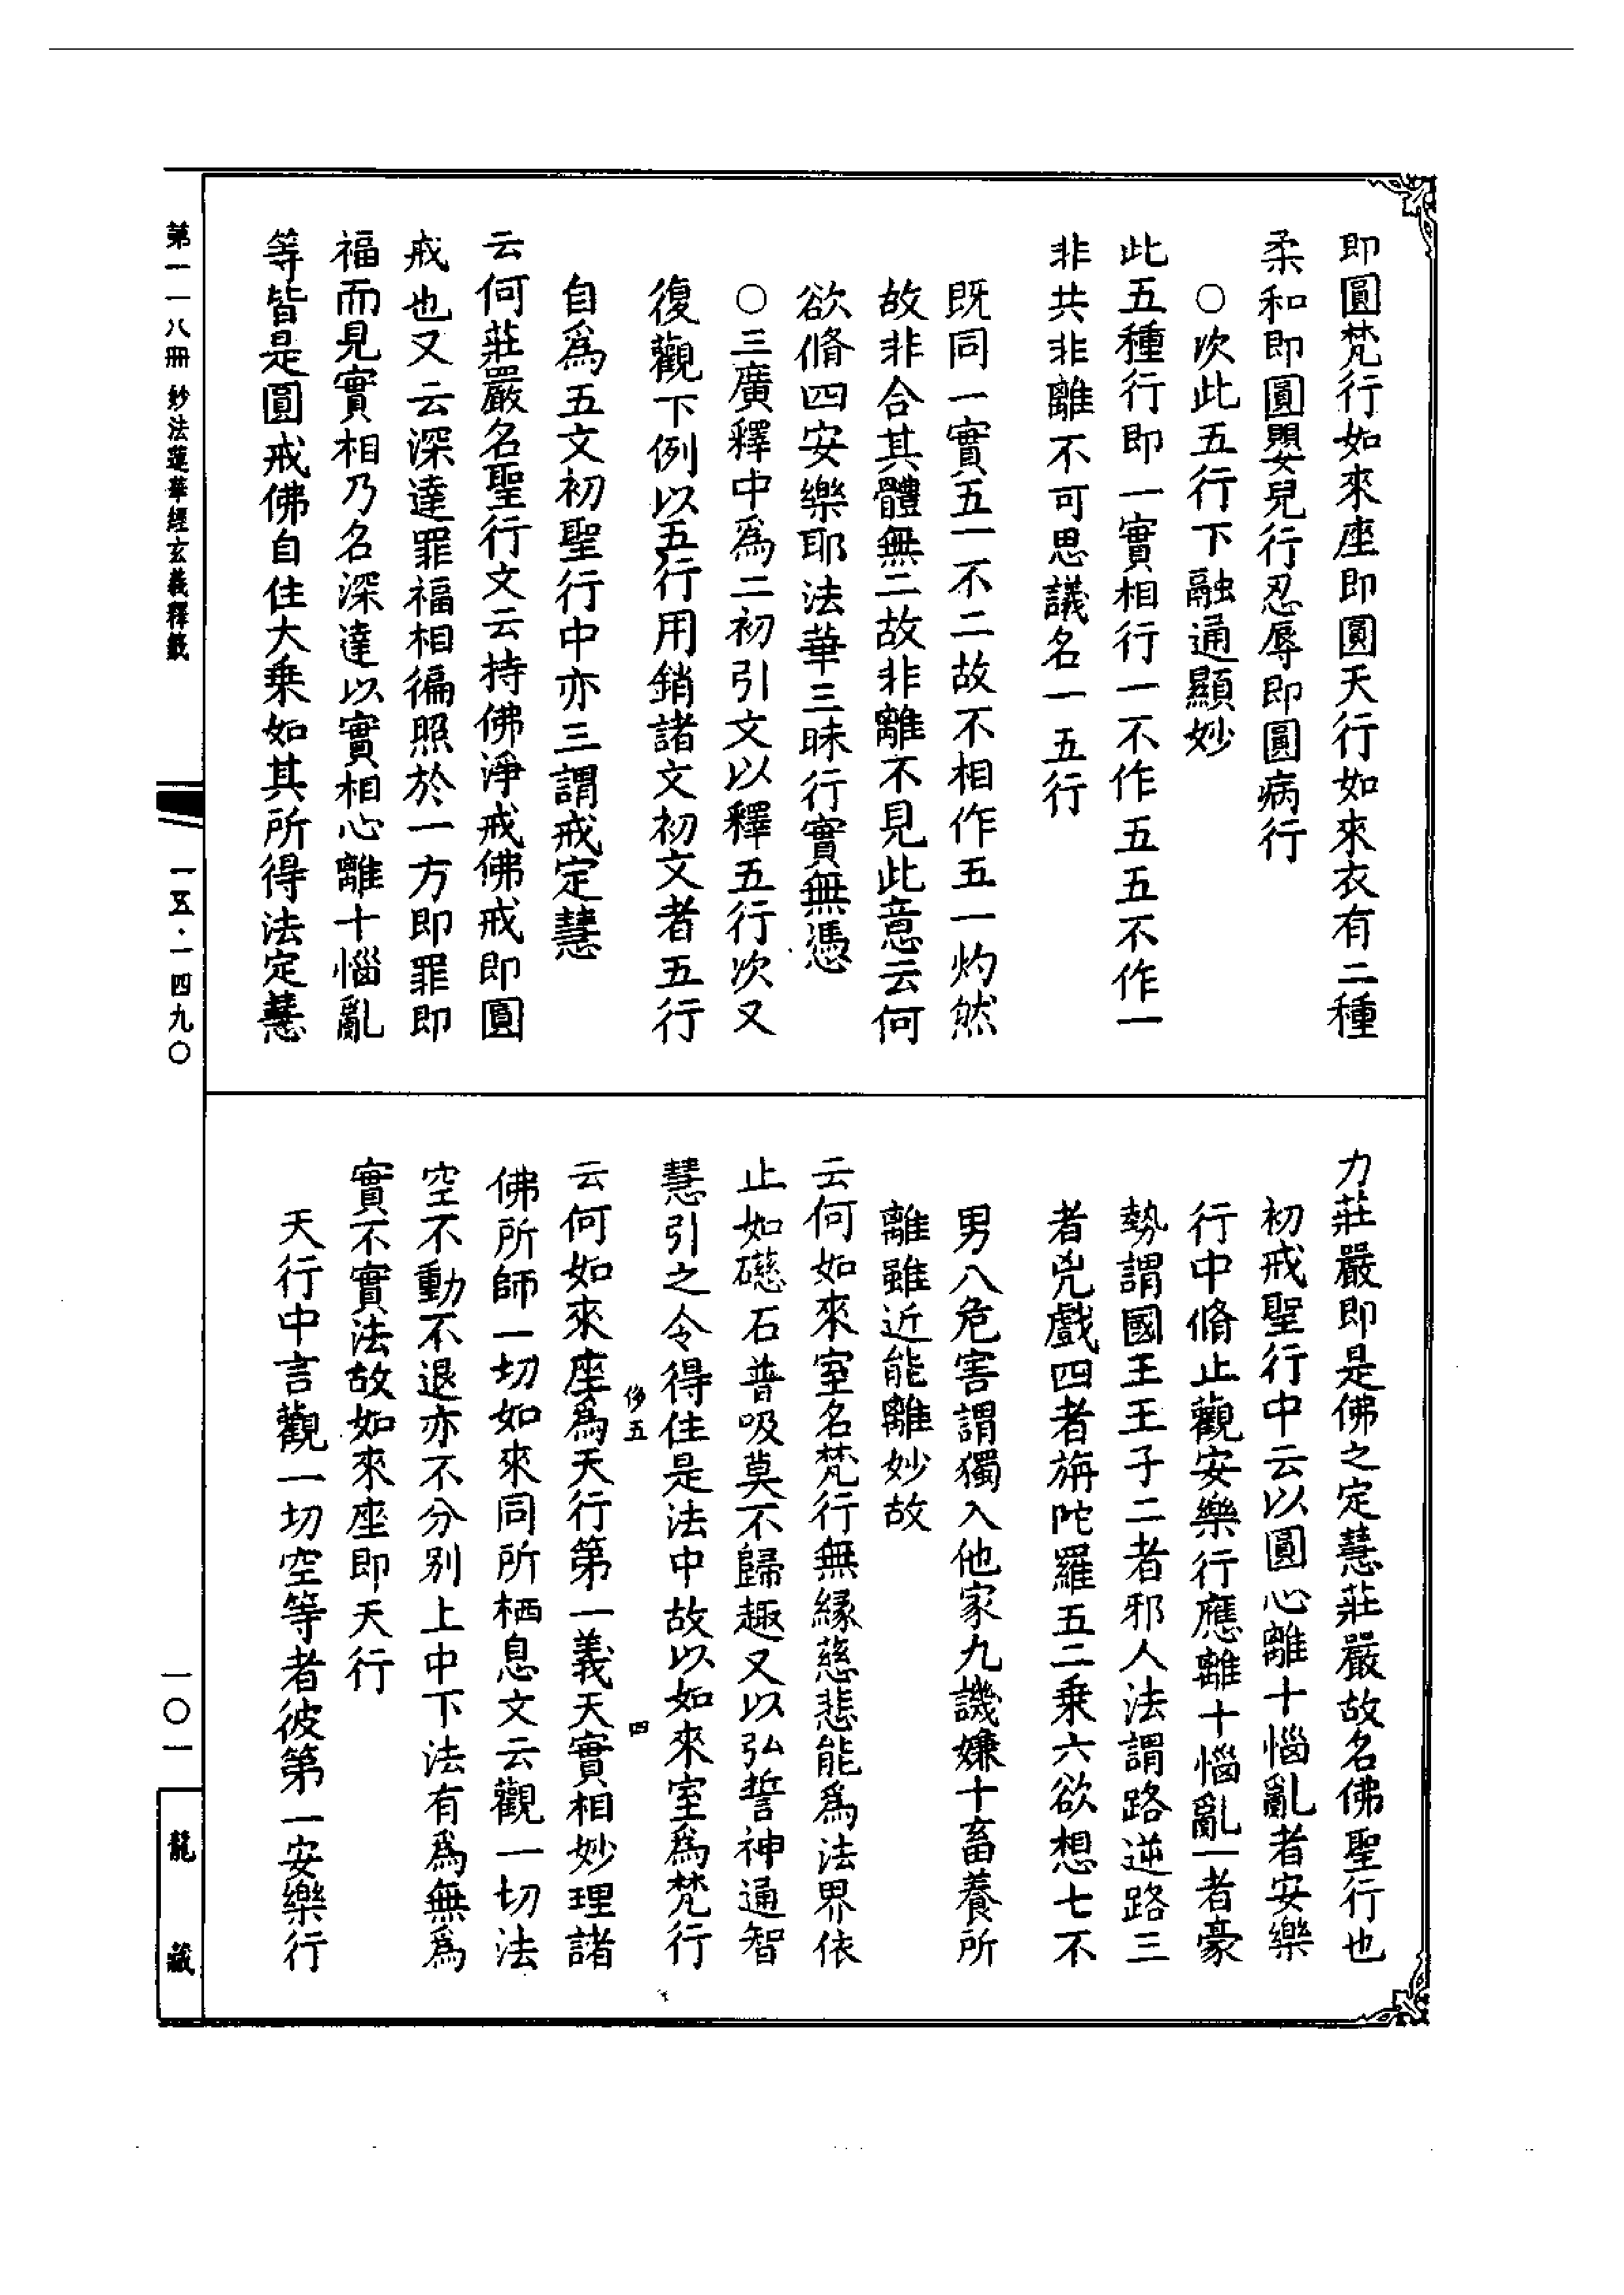 即圓梵行如來座即圓天行如來衣有二種
柔和即圓嬰兒行忍辱即圓病行
○次此五行下融通顯妙
此五種行即一實相行一不作五五不作一
非共非離不可思議名一五行
既同一實五一不二故不相作五一灼然
故非合其體無二故非離不見此意云何
欲脩四安樂耶法華三昧行實無憑
○三廣釋中爲二初引文以釋五行次又
復觀下例以五行用銷諸文初文者五行
自爲五文初聖行中亦三謂戒定慧
云何莊嚴名聖行文云持佛淨戒佛戒即圓
戒也又云深達罪福相徧照於十方即罪即
福而見實相乃名深達以實相心離十惱亂
等皆是圓戒佛自住大乗如其所得法定慧
力莊嚴即是佛之定慧莊嚴故名佛聖行也
初戒聖行中云以圓心離十惱亂者安樂
行中脩止觀安樂行應離十惱亂一者豪
勢謂國王王子二者邪人法謂路逆路三
者兇戲四者旃陀羅五二乗六欲想七不
男八危害謂獨入他家九譏嫌十畜養所
離雖近能離妙故
云何如來室名梵行無緣慈悲能爲法界依
止如礠石普吸莫不歸趣又以弘誓神通智
慧引之令得住是法中故以如來室爲梵行
云何如來座爲天行第一義天實相妙理諸
佛所師一切如來同所栖息文云觀一切法
空不動不退亦不分别上中下法有爲無爲
實不實法故如來座即天行
天行中言觀一切空等者彼第一安樂行
五
四
第一一八冊 妙法蓮華經玄義釋籤
一五·一四九○
一○一
龍藏